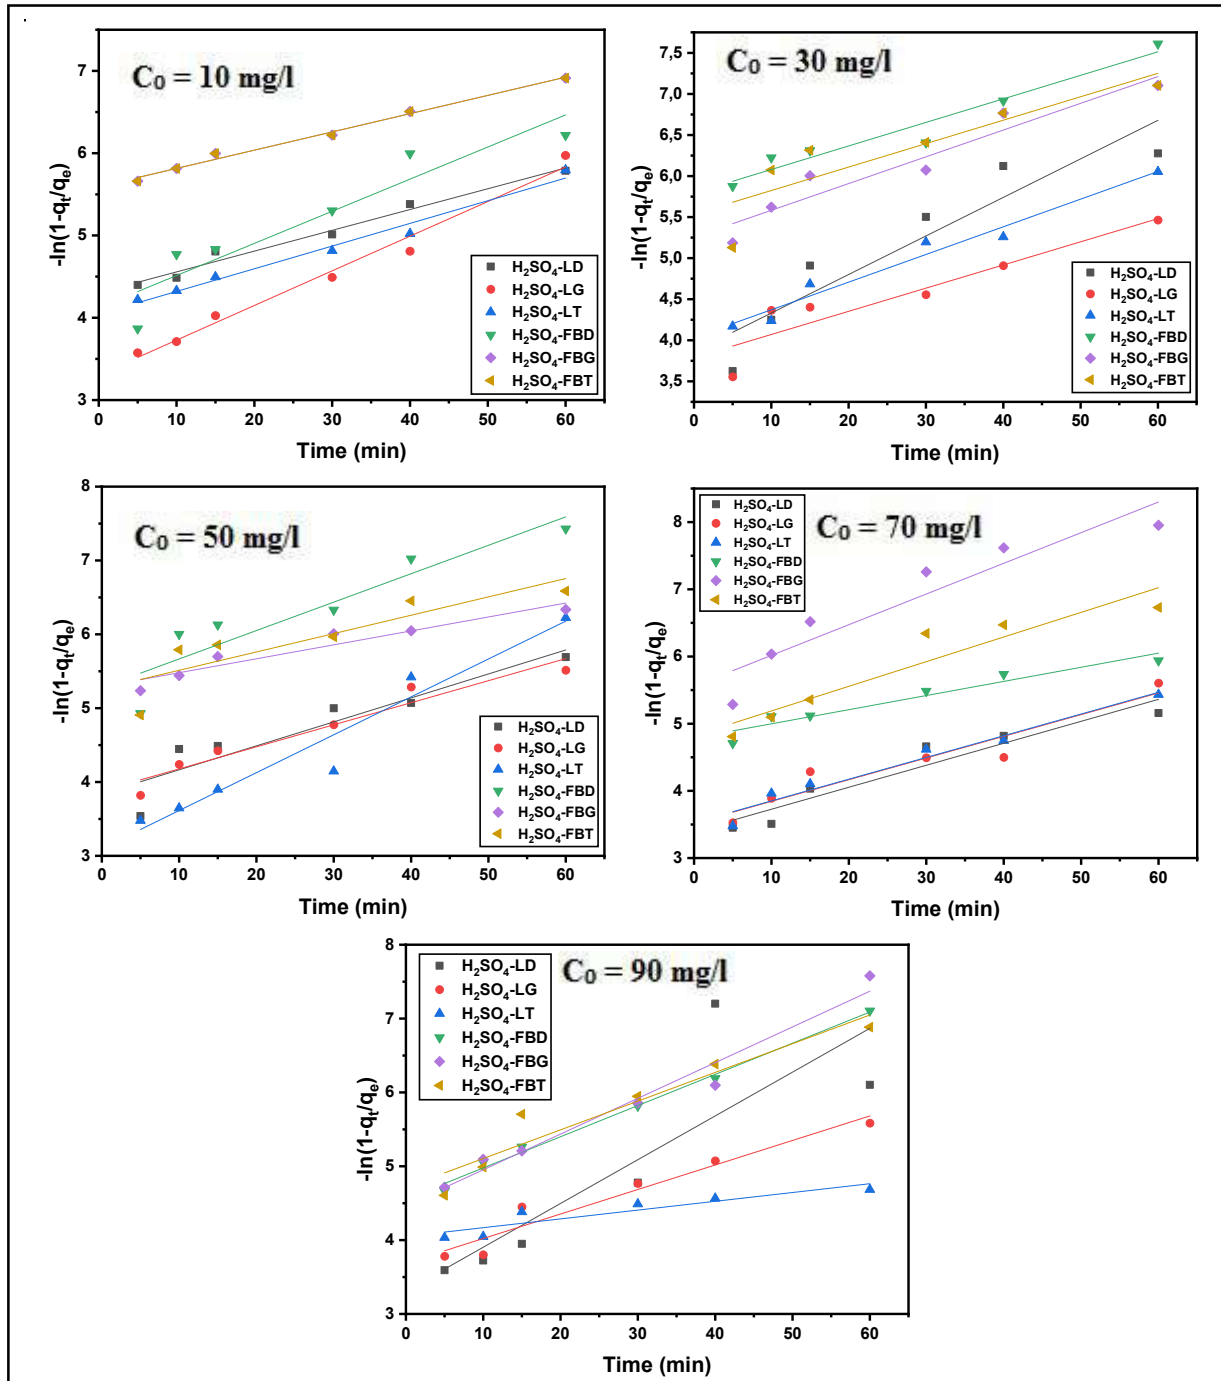 C₀ = 10 mg/l
-ln(1-qₜ/qₑ)
7
6
5
4
3
H₂SO₄-LD
H₂SO₄-LG
H₂SO₄-LT
H₂SO₄-FBD
H₂SO₄-FBG
H₂SO₄-FBT
0 10 20 30 40 50 60
Time (min)
C₀ = 30 mg/l
-ln(1-qₜ/qₑ)
7,5
7,0
6,5
6,0
5,5
5,0
4,5
4,0
3,5
H₂SO₄-LD
H₂SO₄-LG
H₂SO₄-LT
H₂SO₄-FBD
H₂SO₄-FBG
H₂SO₄-FBT
0 10 20 30 40 50 60
Time (min)
C₀ = 50 mg/l
-ln(1-qₜ/qₑ)
8
7
6
5
4
3
H₂SO₄-LD
H₂SO₄-LG
H₂SO₄-LT
H₂SO₄-FBD
H₂SO₄-FBG
H₂SO₄-FBT
0 10 20 30 40 50 60
Time (min)
C₀ = 70 mg/l
-ln(1-qₜ/qₑ)
8
7
6
5
4
3
H₂SO₄-LD
H₂SO₄-LG
H₂SO₄-LT
H₂SO₄-FBD
H₂SO₄-FBG
H₂SO₄-FBT
0 10 20 30 40 50 60
Time (min)
C₀ = 90 mg/l
-ln(1-qₜ/qₑ)
8
7
6
5
4
3
H₂SO₄-LD
H₂SO₄-LG
H₂SO₄-LT
H₂SO₄-FBD
H₂SO₄-FBG
H₂SO₄-FBT
0 10 20 30 40 50 60
Time (min)